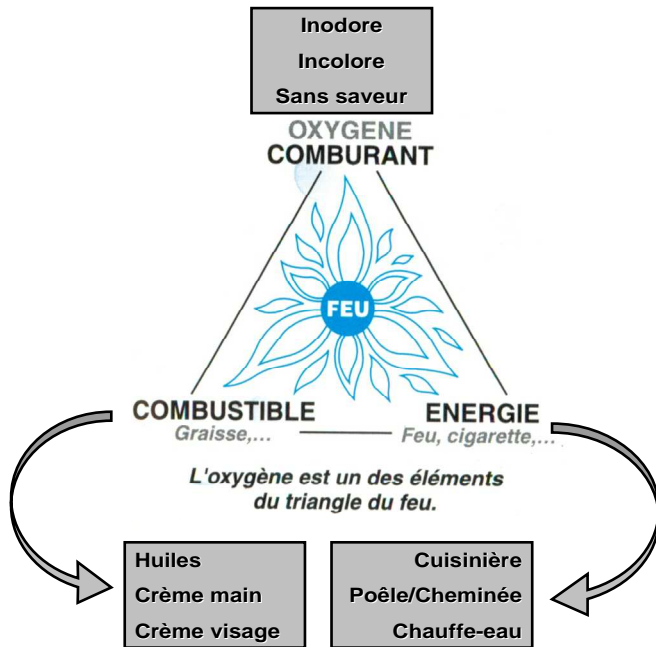 Inodore
Incolore
Sans saveur
OXYGENE
COMBURANT
FEU
COMBUSTIBLE
Graisse,...
ENERGIE
Feu, cigarette,...
L'oxygène est un des éléments
du triangle du feu.
Huiles
Crème main
Crème visage
Cuisinière
Poêle/Cheminée
Chauffe-eau